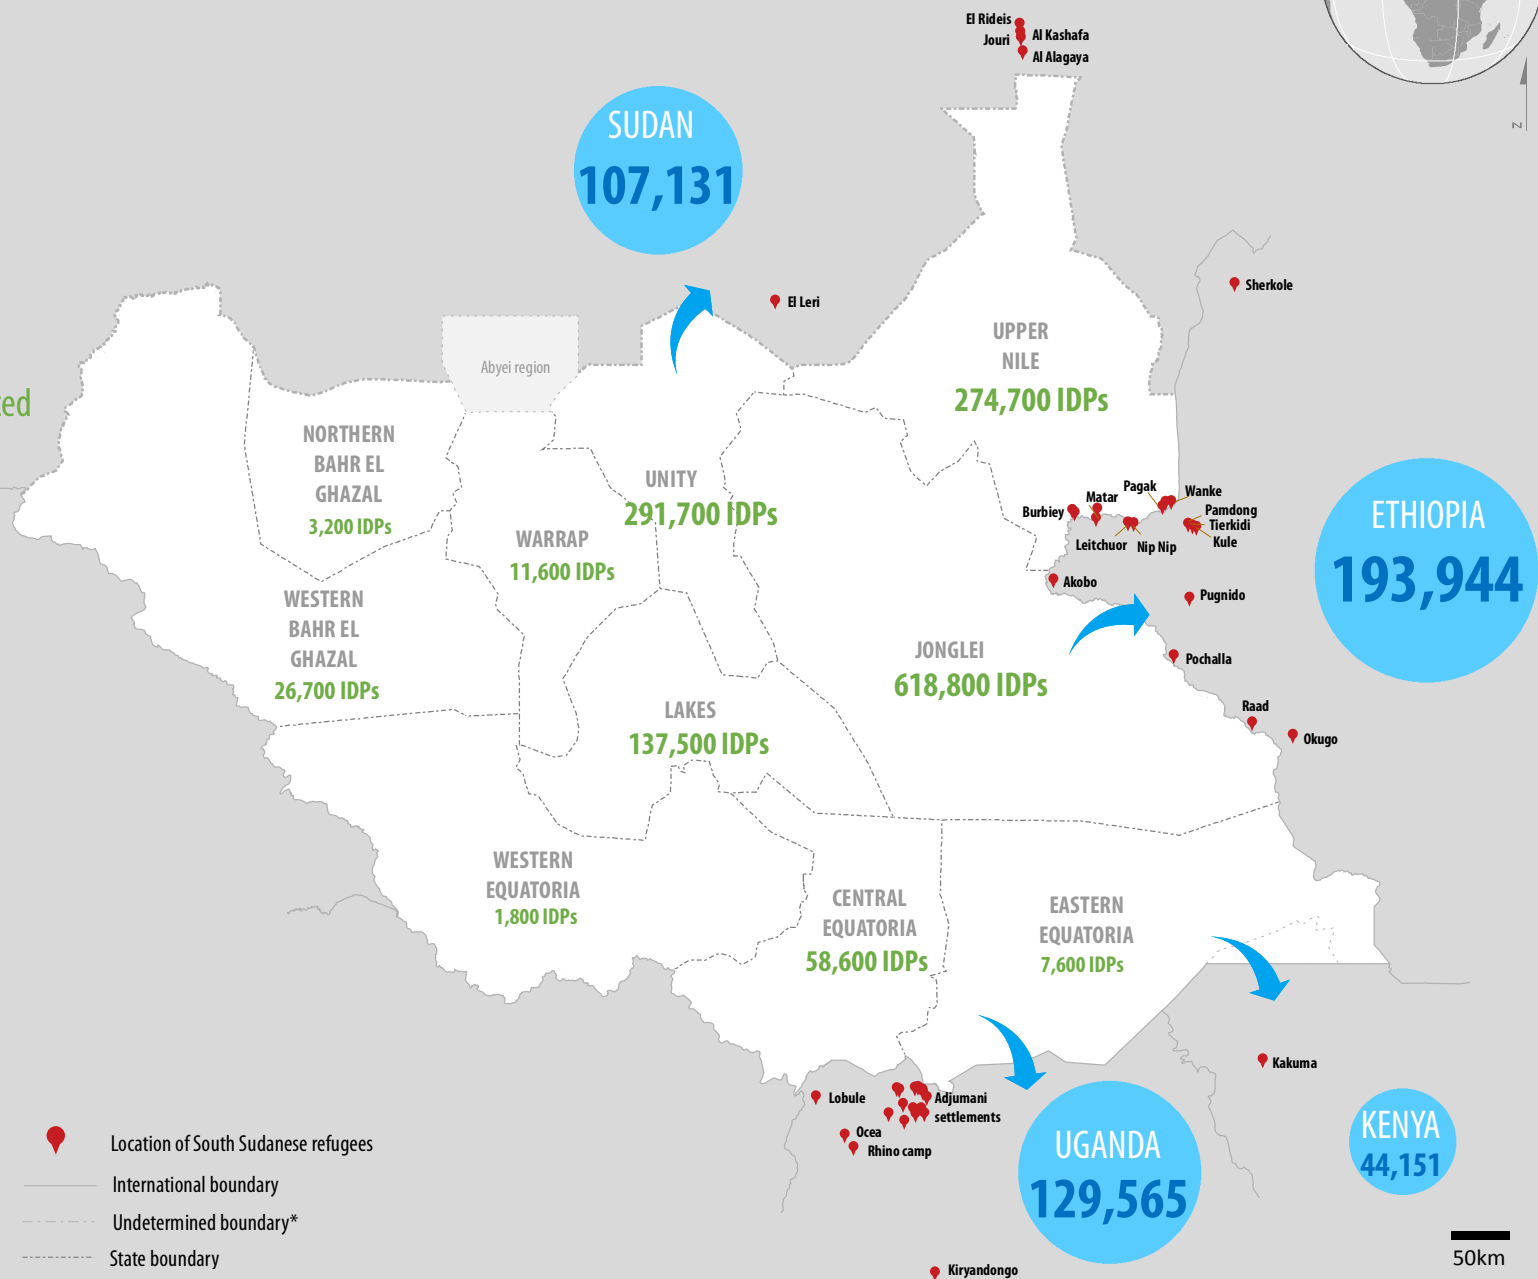 El Rideis
Jouri
Al Kashafa
Al Alagaya
N
SUDAN
107,131
El Leri
Sherkole
Abyei region
UPPER
NILE
274,700 IDPs
ed
NORTHERN
BAHR EL
GHAZAL
3,200 IDPs
UNITY
291,700 IDPs
WARRAP
11,600 IDPs
Burbiey
Matar
Pagak
Wanke
Pamdong
Tierkidi
Kule
Leitchuor
Nip Nip
ETHIOPIA
193,944
Akobo
Pugnido
WESTERN
BAHR EL
GHAZAL
26,700 IDPs
JONGLEI
618,800 IDPs
Pochalla
LAKES
137,500 IDPs
Raad
Okugo
WESTERN
EQUATORIA
1,800 IDPs
CENTRAL
EQUATORIA
58,600 IDPs
EASTERN
EQUATORIA
7,600 IDPs
Kakuma
Lobule
Adjumani
settlements
Ocea
Rhino camp
UGANDA
129,565
KENYA
44,151
Kiryandongo
Location of South Sudanese refugees
International boundary
Undetermined boundary*
State boundary
50km